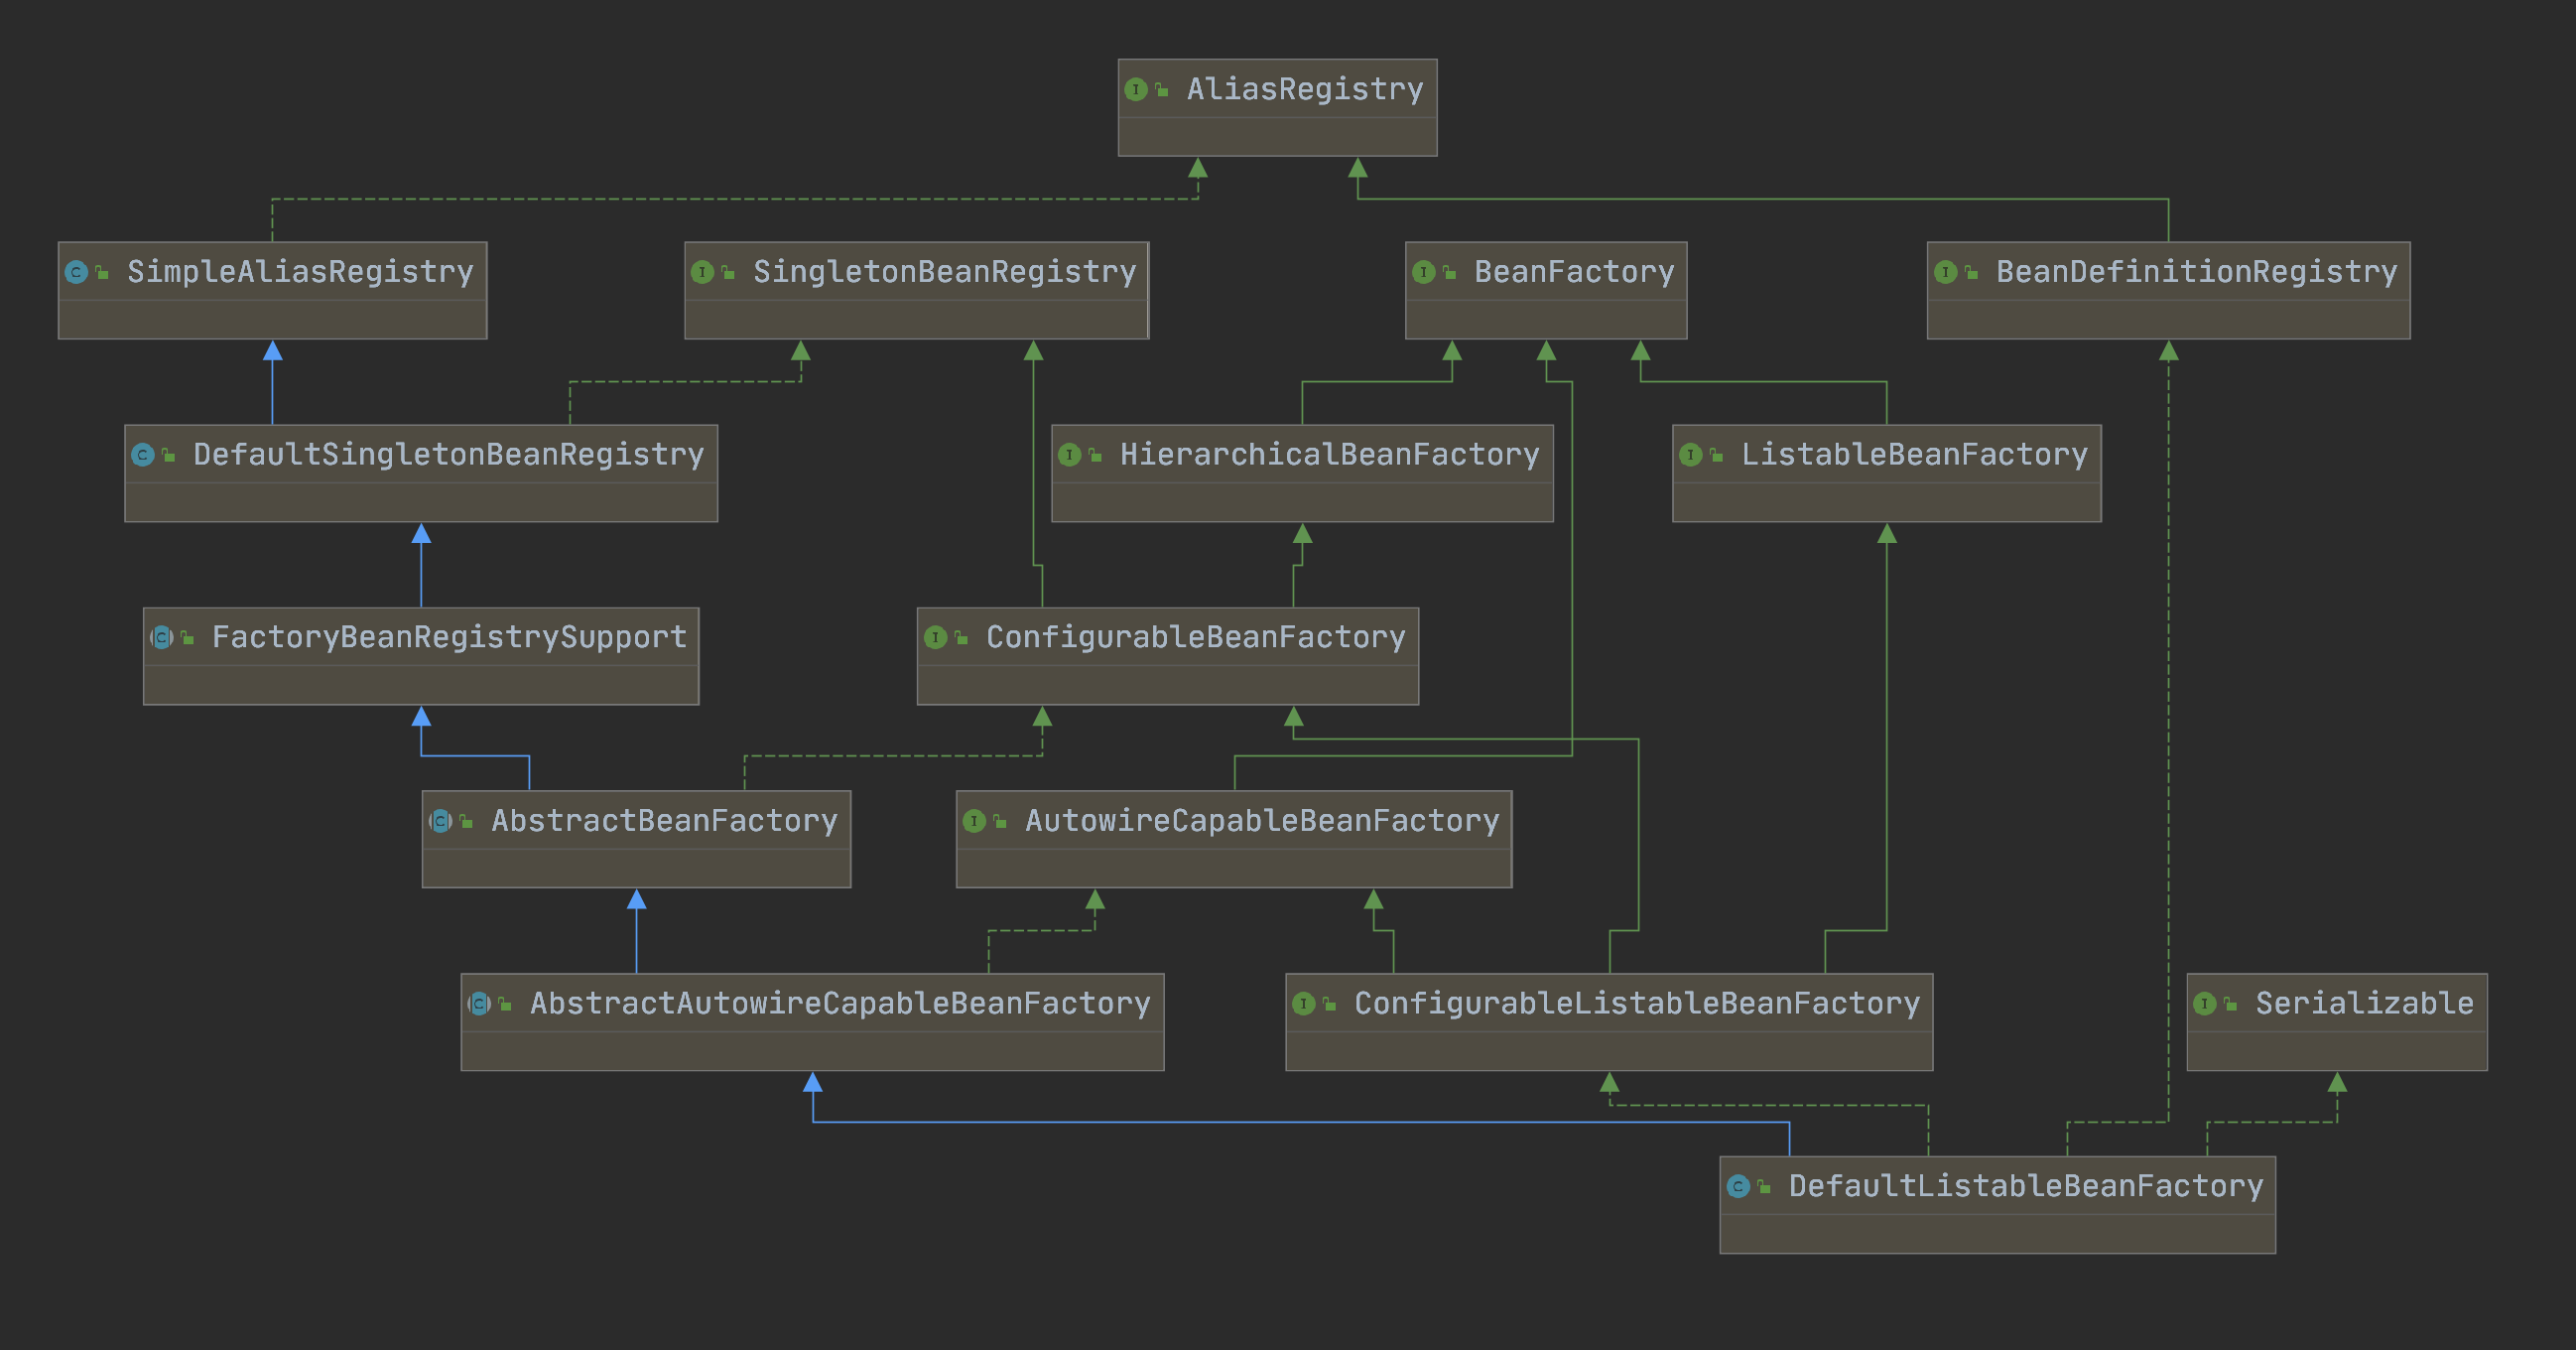 AliasRegistry
SimpleAliasRegistry
SingletonBeanRegistry
BeanFactory
BeanDefinitionRegistry
DefaultSingletonBeanRegistry
HierarchicalBeanFactory
ListableBeanFactory
FactoryBeanRegistrySupport
ConfigurableBeanFactory
AbstractBeanFactory
AutowireCapableBeanFactory
AbstractAutowireCapableBeanFactory
ConfigurableListableBeanFactory
Serializable
DefaultListableBeanFactory